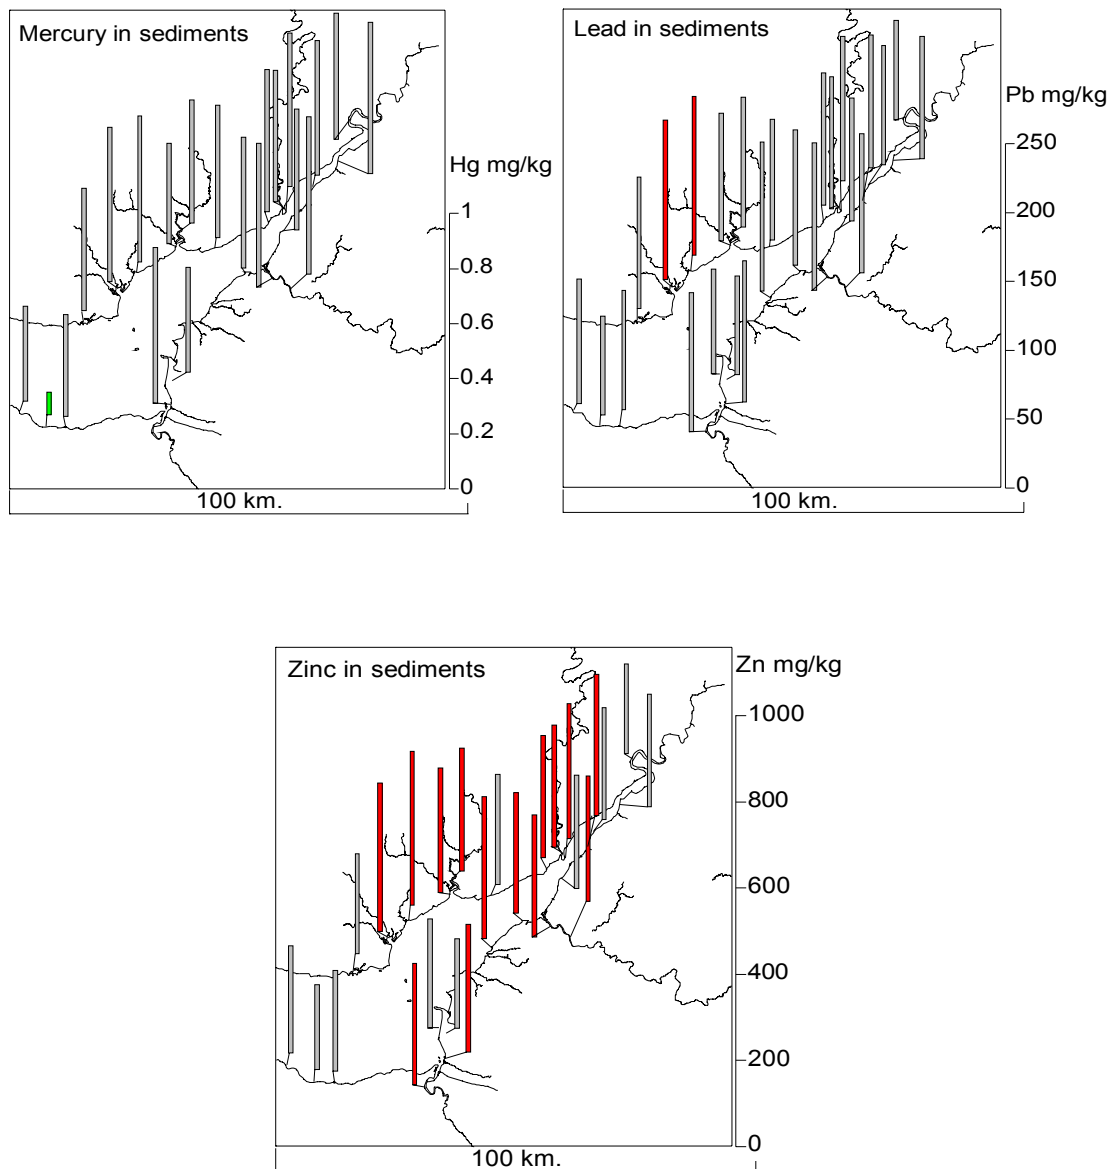 Mercury in sediments
Hg mg/kg
1
0.8
0.6
0.4
0.2
0
100 km.
Lead in sediments
Pb mg/kg
250
200
150
100
50
0
100 km.
Zinc in sediments
Zn mg/kg
1000
800
600
400
200
0
100 km.